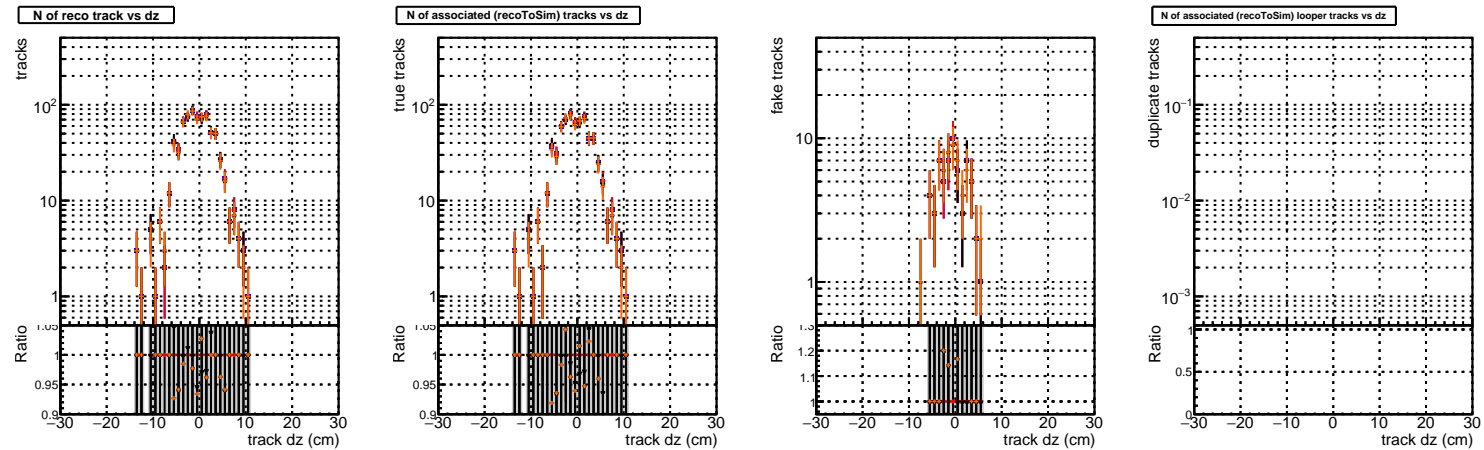 N of reco track vs dz
tracks
10²
10
1
Ratio
1.05
1
0.95
0.9
−30 −20 −10 0 10 20 30
track dz (cm)
N of associated (recoToSim) tracks vs dz
true tracks
10²
10
1
Ratio
1.05
1
0.95
0.9
−30 −20 −10 0 10 20 30
track dz (cm)
fake tracks
10
1
Ratio
1.3
1.2
1.1
1
−30 −20 −10 0 10 20 30
track dz (cm)
N of associated (recoToSim) looper tracks vs dz
duplicate tracks
10⁻¹
10⁻²
10⁻³
Ratio
1
0.5
0
−30 −20 −10 0 10 20 30
track dz (cm)